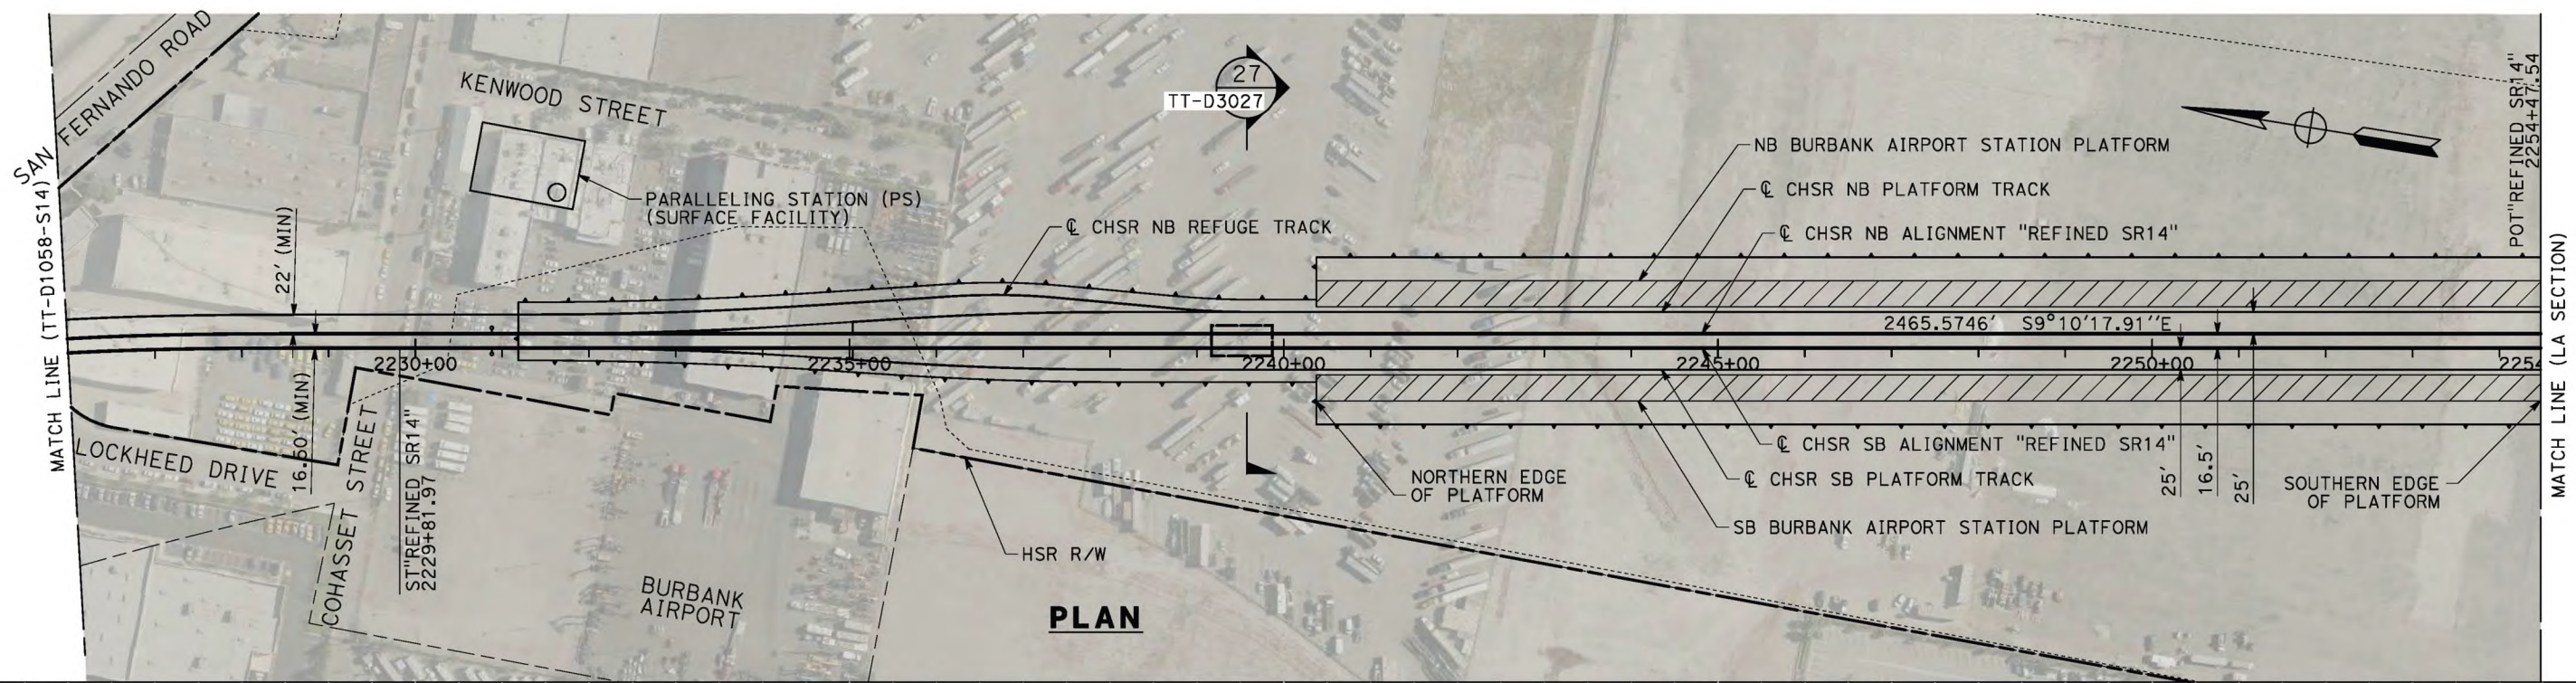 SAN FERNANDO ROAD
KENWOOD STREET
27
TT-D3027
PARALLELING STATION (PS)
(SURFACE FACILITY)
℄ CHSR NB REFUGE TRACK
NB BURBANK AIRPORT STATION PLATFORM
℄ CHSR NB PLATFORM TRACK
℄ CHSR NB ALIGNMENT "REFINED SR14"
POT"REFINED SR14"
2254+47.54
MATCH LINE (TT-D1058-S14)
22' (MIN)
2465.5746' S9°10'17.91''E
2230+00
2235+00
2240+00
2245+00
2250+00
2254
MATCH LINE (LA SECTION)
16.50' (MIN)
LOCKHEED DRIVE
COHASSET STREET
ST"REFINED SR14"
2229+81.97
℄ CHSR SB ALIGNMENT "REFINED SR14"
℄ CHSR SB PLATFORM TRACK
SB BURBANK AIRPORT STATION PLATFORM
NORTHERN EDGE
OF PLATFORM
25'
16.5'
25'
SOUTHERN EDGE
OF PLATFORM
HSR R/W
BURBANK
AIRPORT
PLAN